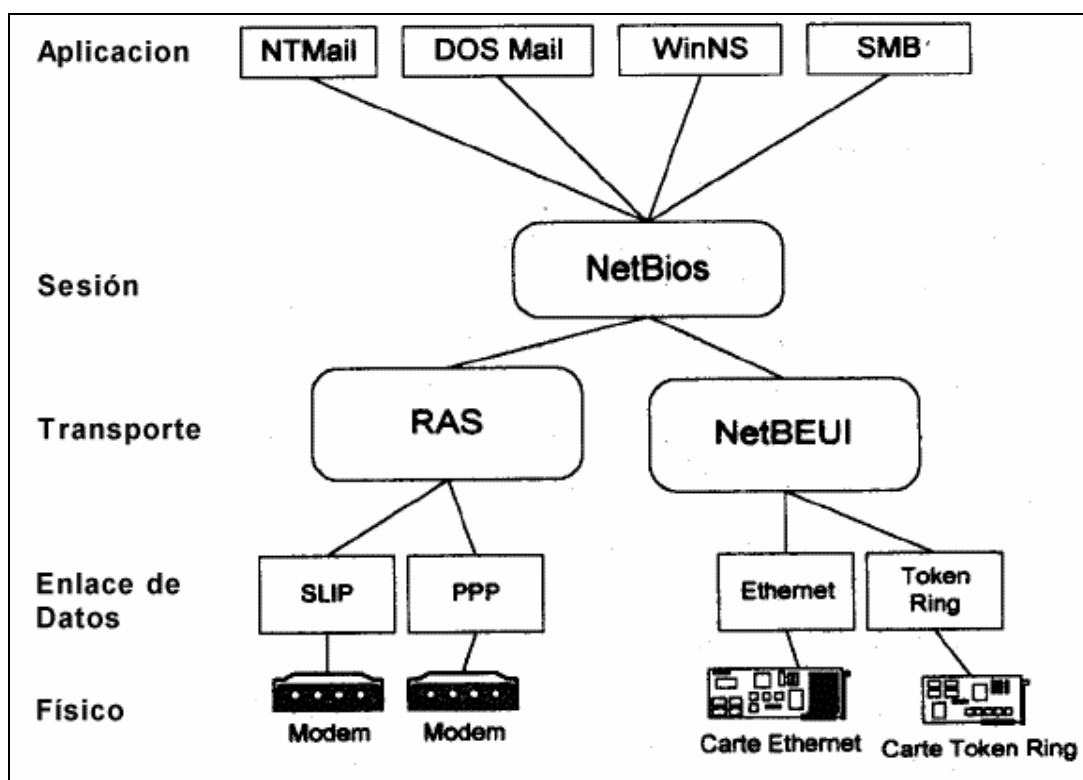 Aplicacion
NTMail
DOS Mail
WinNS
SMB
Sesión
NetBios
Transporte
RAS
NetBEUI
Enlace de
Datos
SLIP
PPP
Ethernet
Token
Ring
Físico
Modem
Modem
Carte Ethernet
Carte Token Ring